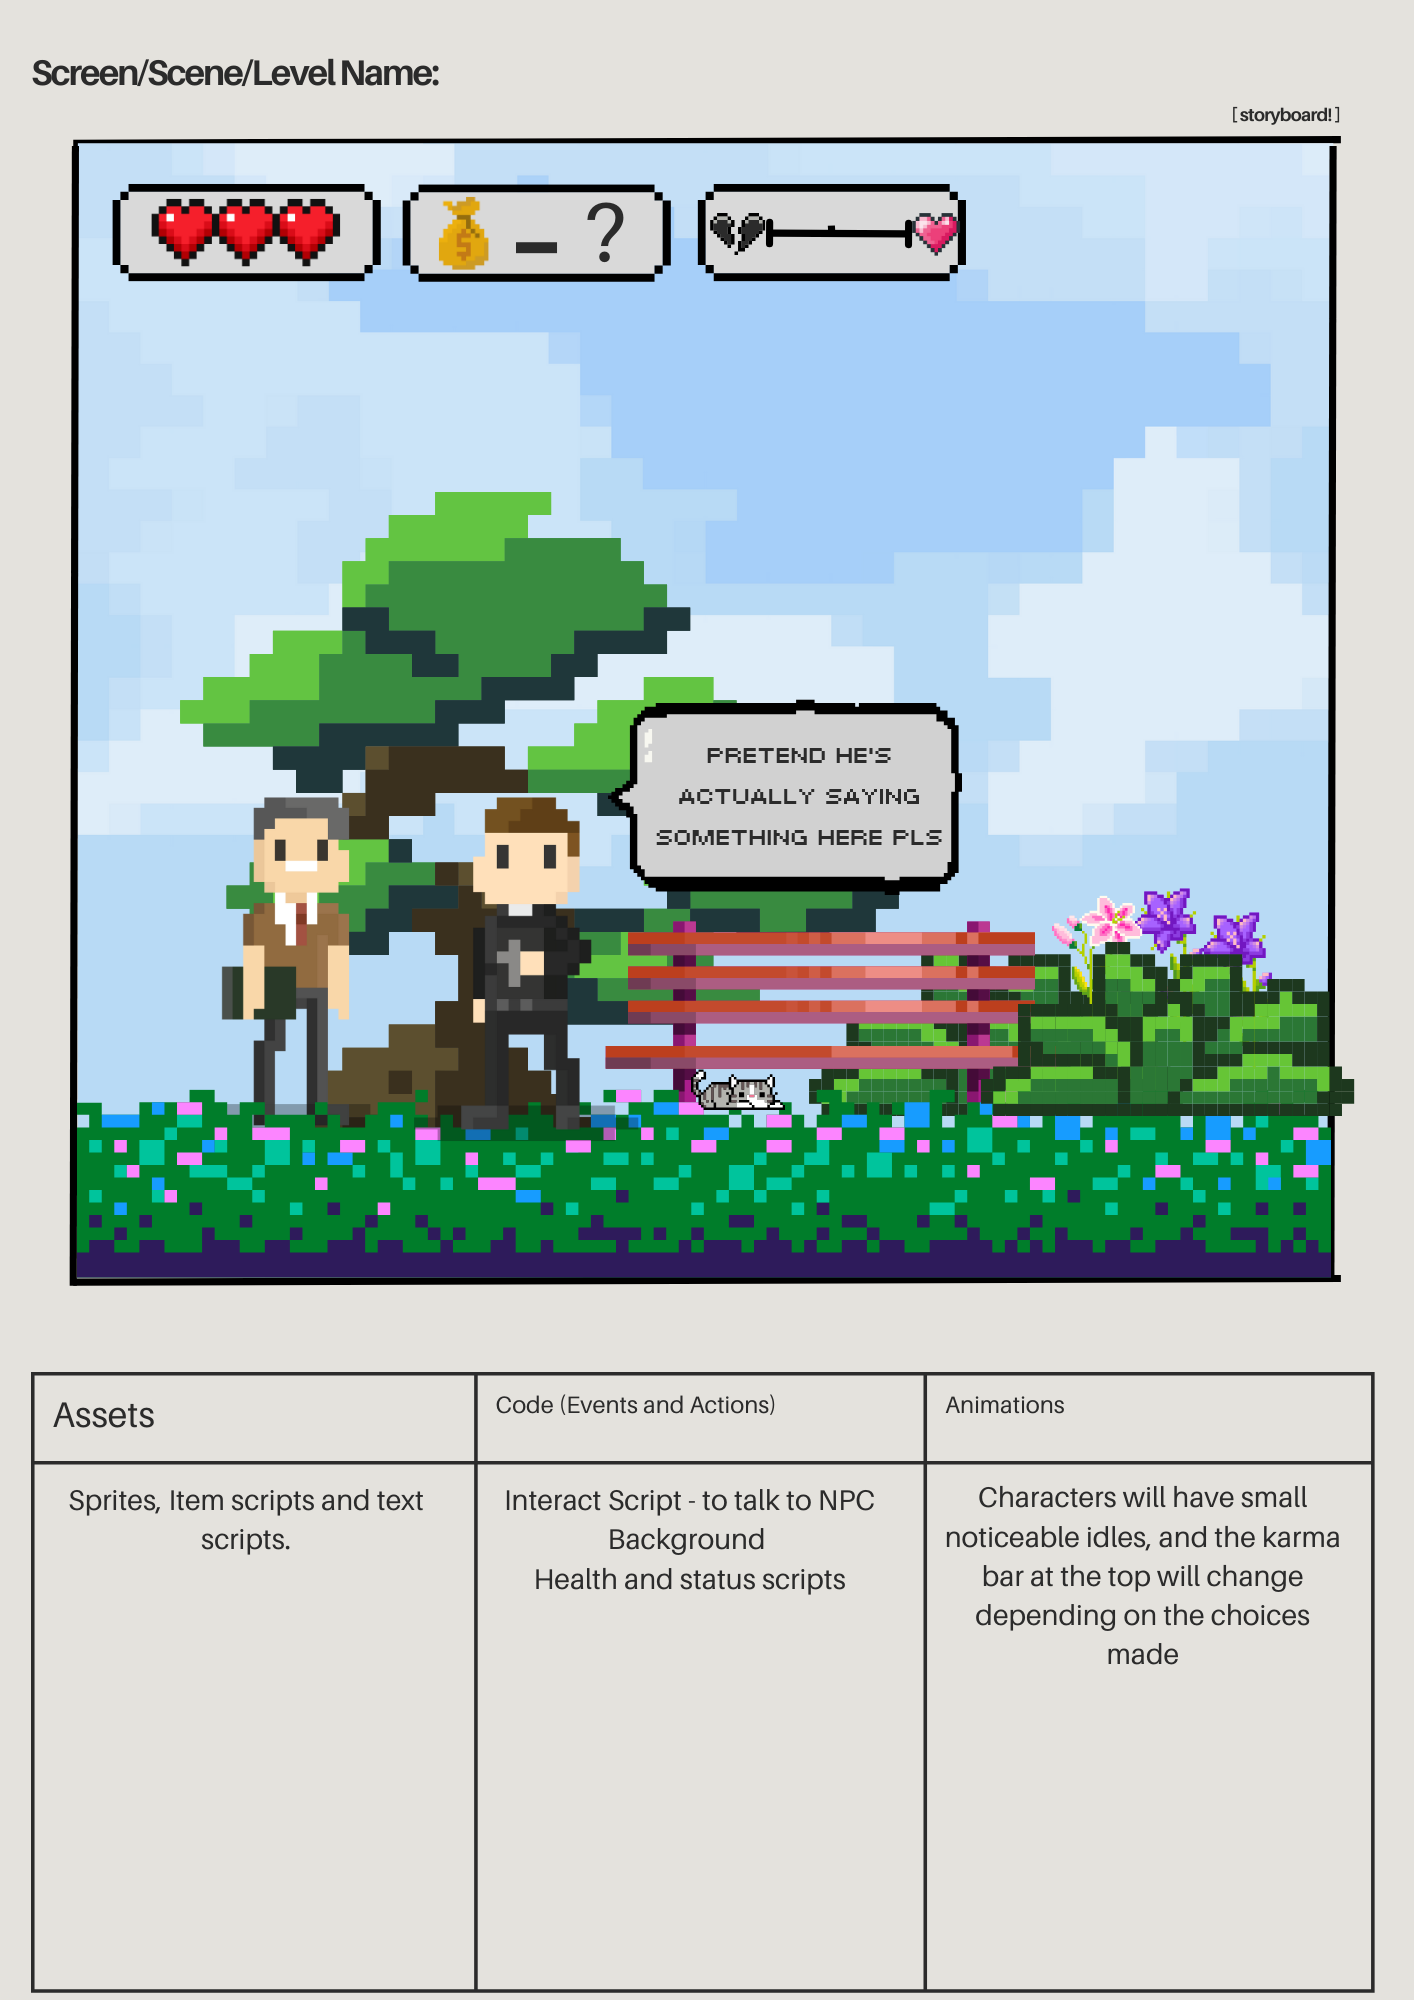 Screen/Scene/Level Name:
[storyboard!]
$ - ?
PRETEND HE'S
ACTUALLY SAYING
SOMETHING HERE PLS
Assets
Code (Events and Actions)
Animations
Sprites, Item scripts and text
scripts.
Interact Script - to talk to NPC
Background
Health and status scripts
Characters will have small
noticeable idles, and the karma
bar at the top will change
depending on the choices
made